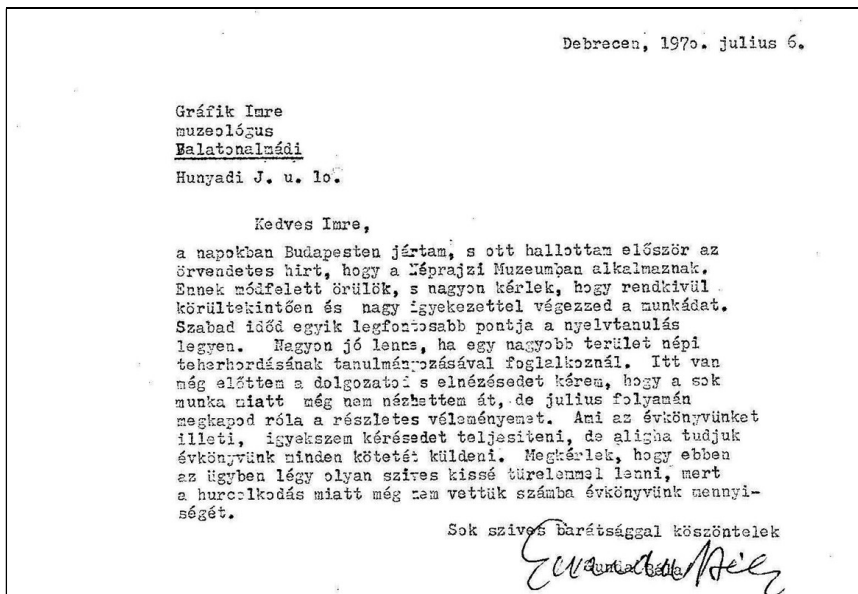 Debrecen, 197o. julius 6.
Gráfik Imre
muzeológus
Balatonalmádi
Hunyadi J. u. lo.
Kedves Imre,
a napokban Budapesten jártam, s ott hallottam először az
örvendetes hirt, hogy a Néprajzi Muzeumban alkalmaznak.
Ennek módfelett örülök, s nagyon kérlek, hogy rendkivül
körültekintően és nagy igyekezettel végezzed a munkádat.
Szabad időd egyik legfontosabb pontja a nyelvtanulás
legyen. Nagyon jó lenne, ha egy nagyobb terület népi
teherhordásának tanulmányozásával foglalkoznál. Itt van
még előttem a dolgozatod s elnézésedet kérem, hogy a sok
munka miatt még nem nézhettem át, de julius folyamán
megkapod róla a részletes véleményemet. Ami az évkönyvünket
illeti, igyekszem kérésedet teljesiteni, de aligha tudjuk
évkönyvünk minden kötetét küldeni. Megkérlek, hogy ebben
az ügyben légy olyan szives kissé türelemmel lenni, mert
a hurcolkodás miatt még nem vettük számba évkönyvünk mennyi-
ségét.
Sok szives barátsággal köszöntelek
Béla